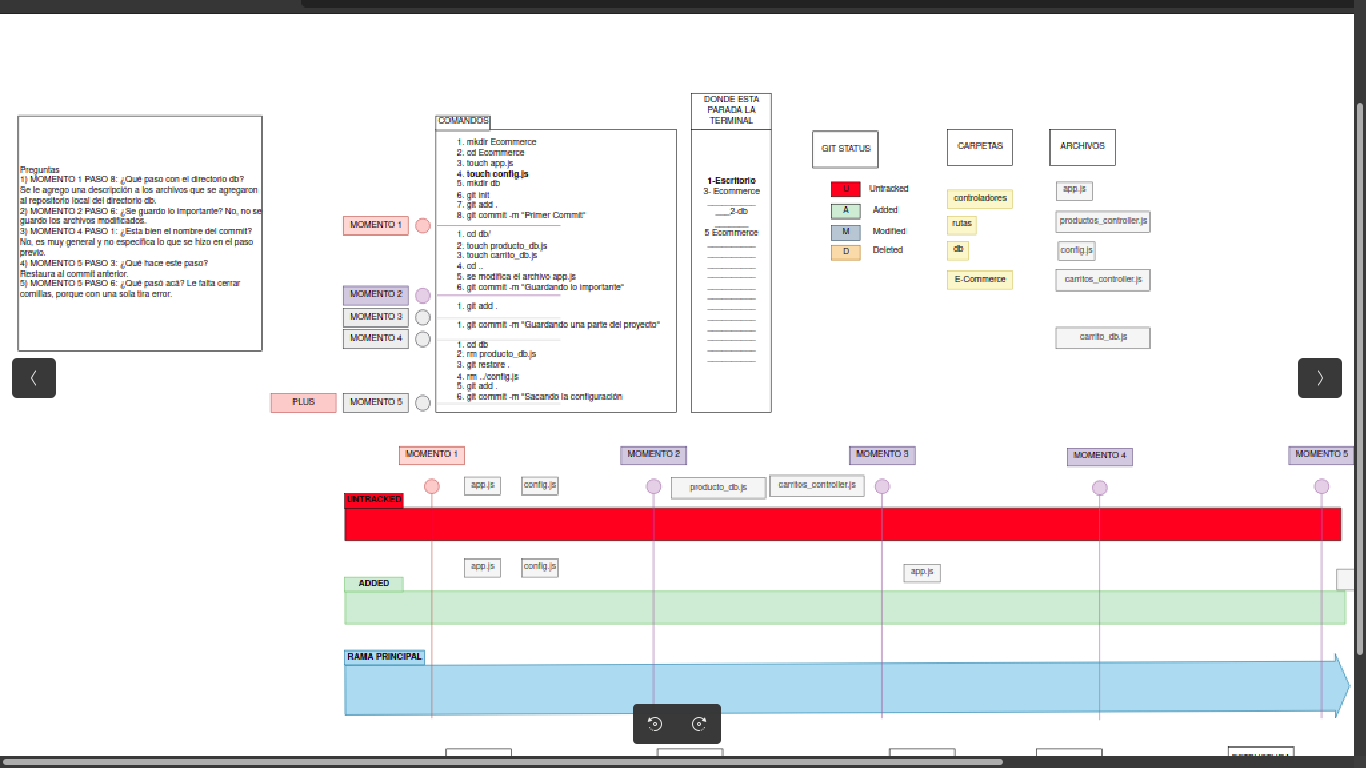 Preguntas
1) MOMENTO 1 PASO 8: ¿Qué paso con el directorio db?
Se le agrego una descripción a los archivos que se agregaron
al repositorio local del directorio db.
2) MOMENTO 2 PASO 6: ¿Se guardo lo importante? No, no se
guardo los archivos modificados.
3) MOMENTO 4 PASO 1: ¿Esta bien el nombre del commit?
No, es muy general y no especifica lo que se hizo en el paso
previo.
4) MOMENTO 5 PASO 3: ¿Qué hace este paso?
Restaura al commit anterior.
5) MOMENTO 5 PASO 6: ¿Qué pasó acá? Le falta cerrar
comillas, porque con una sola tira error.
PLUS
MOMENTO 1
MOMENTO 2
MOMENTO 3
MOMENTO 4
MOMENTO 5
COMANDOS
1. mkdir Ecommerce
2. cd Ecommerce
3. touch app.js
4. touch config.js
5. mkdir db
6. git init
7. git add .
8. git commit -m "Primer Commit"
1. cd db'
2. touch producto_db.js
3. touch carrito_db.js
4. cd ..
5. se modifica el archivo app.js
6. git commit -m "Guardando lo importante"
1. git add .
1. git commit -m "Guardando una parte del proyecto"
1. cd db
2. rm producto_db.js
3. git restore .
4. rm ../config.js
5. git add .
6. git commit -m "Sacando la configuración
DONDE ESTA
PARADA LA
TERMINAL
1-Escritorio
3- Ecommerce
___2-db
5 Ecommerce
GIT STATUS
U Untracked
A Added
M Modified
D Deleted
CARPETAS
controladores
rutas
db
E-Commerce
ARCHIVOS
app.js
productos_controller.js
config.js
carritos_controller.js
carrito_db.js
MOMENTO 1
MOMENTO 2
MOMENTO 3
MOMENTO 4
MOMENTO 5
app.js
config.js
producto_db.js
carritos_controller.js
UNTRACKED
app.js
config.js
app.js
ADDED
RAMA PRINCIPAL